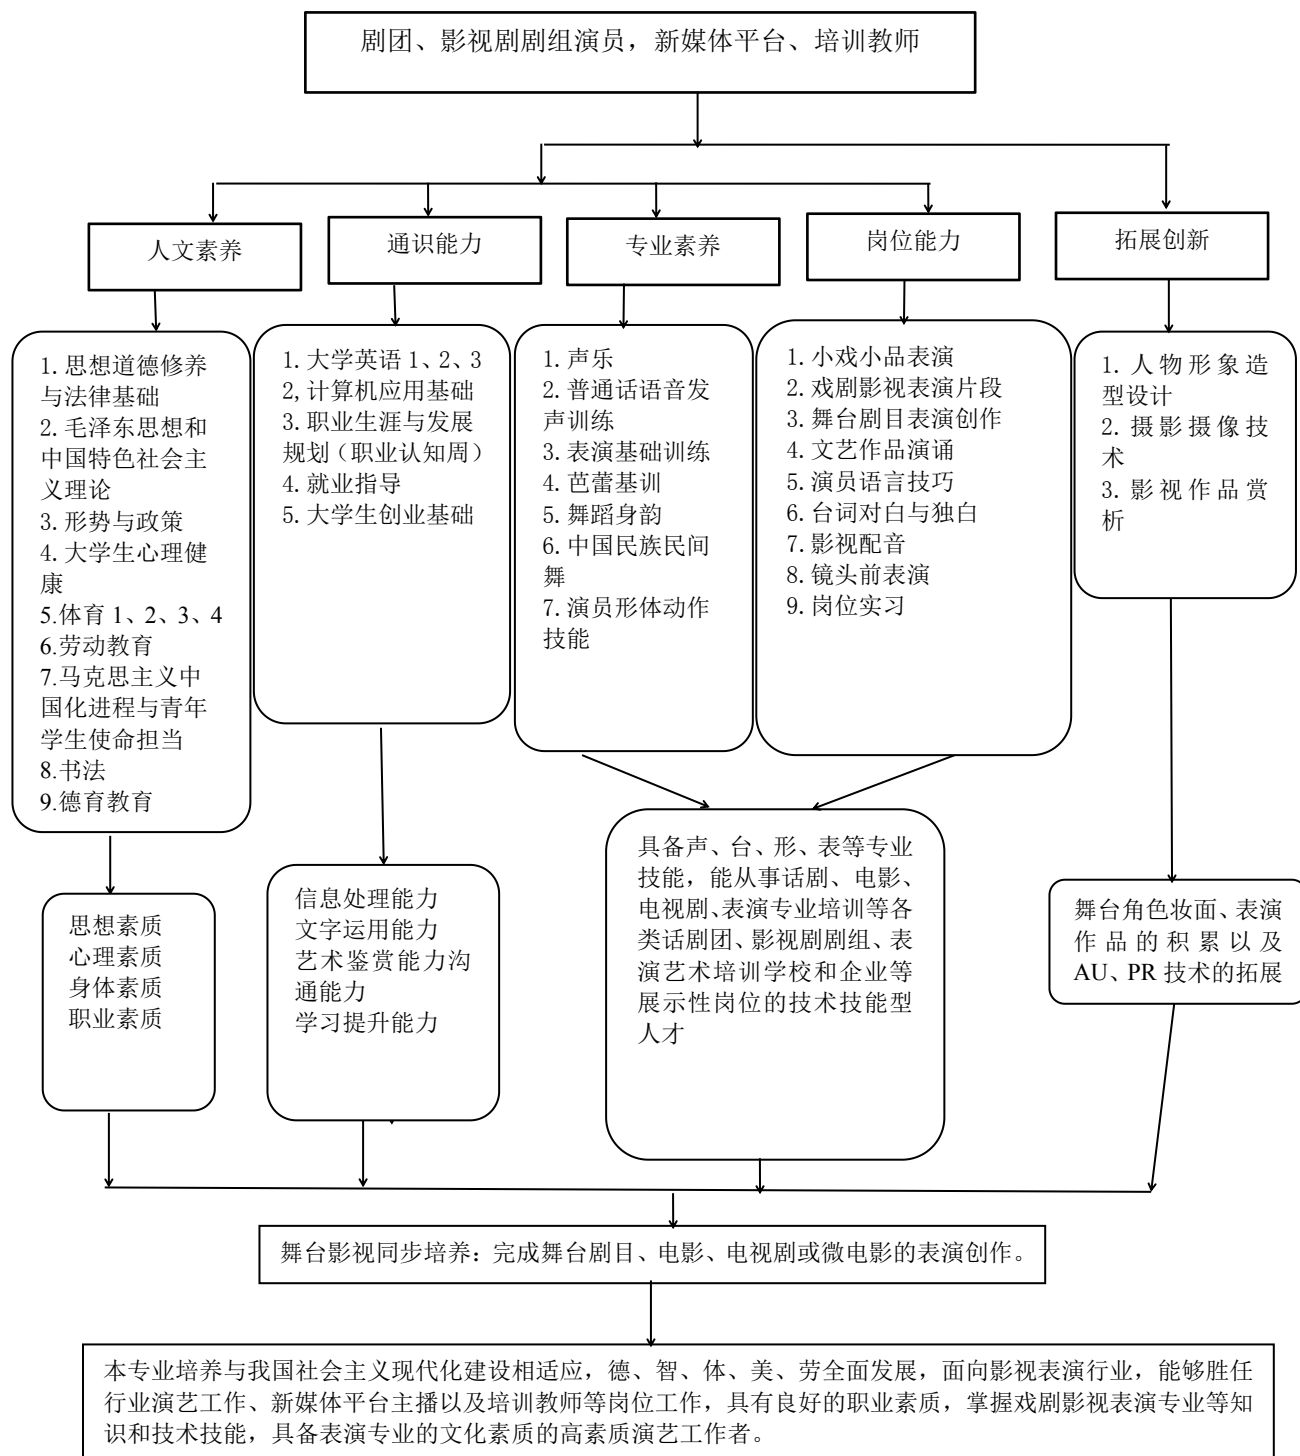 剧团、影视剧剧组演员，新媒体平台、培训教师
人文素养
通识能力
专业素养
岗位能力
拓展创新
1. 思想道德修养
与法律基础
2. 毛泽东思想和
中国特色社会主
义理论
3. 形势与政策
4. 大学生心理健
康
5.体育 1、2、3、4
6.劳动教育
7.马克思主义中
国化进程与青年
学生使命担当
8.书法
9.德育教育
1. 大学英语 1、2、3
2,计算机应用基础
3. 职业生涯与发展
规划（职业认知周）
4. 就业指导
5. 大学生创业基础
1. 声乐
2. 普通话语音发
声训练
3. 表演基础训练
4. 芭蕾基训
5. 舞蹈身韵
6. 中国民族民间
舞
7. 演员形体动作
技能
1. 小戏小品表演
2. 戏剧影视表演片段
3. 舞台剧目表演创作
4. 文艺作品演诵
5. 演员语言技巧
6. 台词对白与独白
7. 影视配音
8. 镜头前表演
9. 岗位实习
1. 人物形象造
型设计
2. 摄影摄像技
术
3. 影视作品赏
析
思想素质
心理素质
身体素质
职业素质
信息处理能力
文字运用能力
艺术鉴赏能力沟
通能力
学习提升能力
具备声、台、形、表等专业
技能，能从事话剧、电影、
电视剧、表演专业培训等各
类话剧团、影视剧剧组、表
演艺术培训学校和企业等
展示性岗位的技术技能型
人才
舞台角色妆面、表演
作品的积累以及
AU、PR 技术的拓展
舞台影视同步培养：完成舞台剧目、电影、电视剧或微电影的表演创作。
本专业培养与我国社会主义现代化建设相适应，德、智、体、美、劳全面发展，面向影视表演行业，能够胜任
行业演艺工作、新媒体平台主播以及培训教师等岗位工作，具有良好的职业素质，掌握戏剧影视表演专业等知
识和技术技能，具备表演专业的文化素质的高素质演艺工作者。